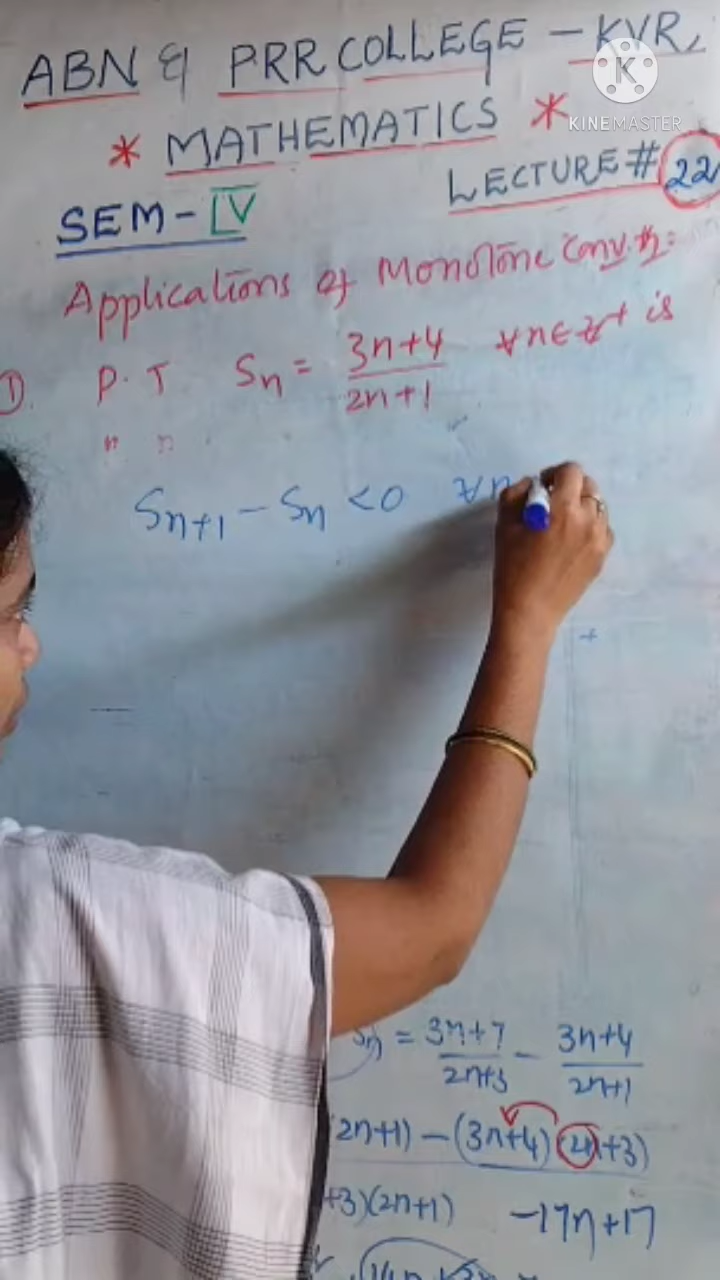 ABN & PRR COLLEGE – KVR,
K
KINEMASTER
* MATHEMATICS *
LECTURE # 22
SEM – IV
Applications of Monotone Conv. th:
①. P.T Sn = (3n+4)/(2n+1) ∀n∈Z⁺ is
" "
Sn+1 – Sn < 0 ∀n
Sn = (3n+7)/(2n+3) – (3n+4)/(2n+1)
2n+1) – (3n+4)(2n+3)
+3)(2n+1) –17n+17